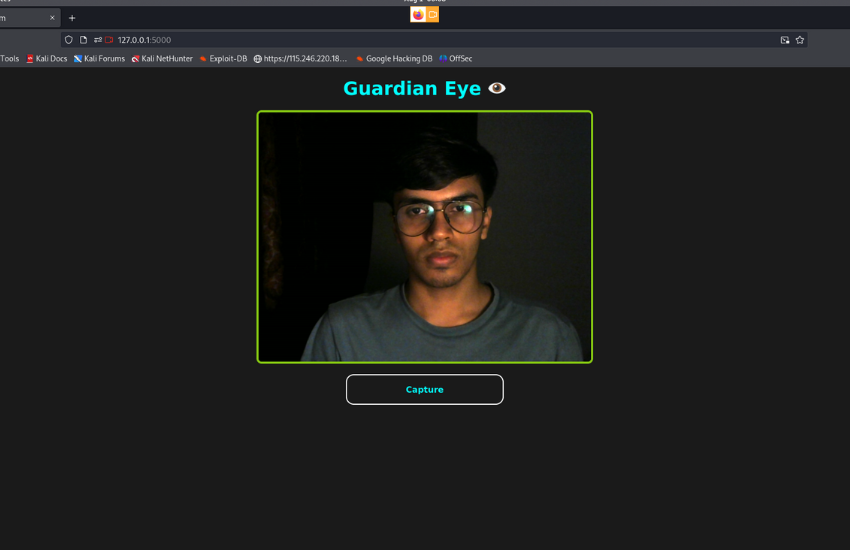 m
127.0.0.1:5000
Tools Kali Docs Kali Forums Kali NetHunter Exploit-DB https://115.246.220.18… Google Hacking DB OffSec
Guardian Eye
Capture